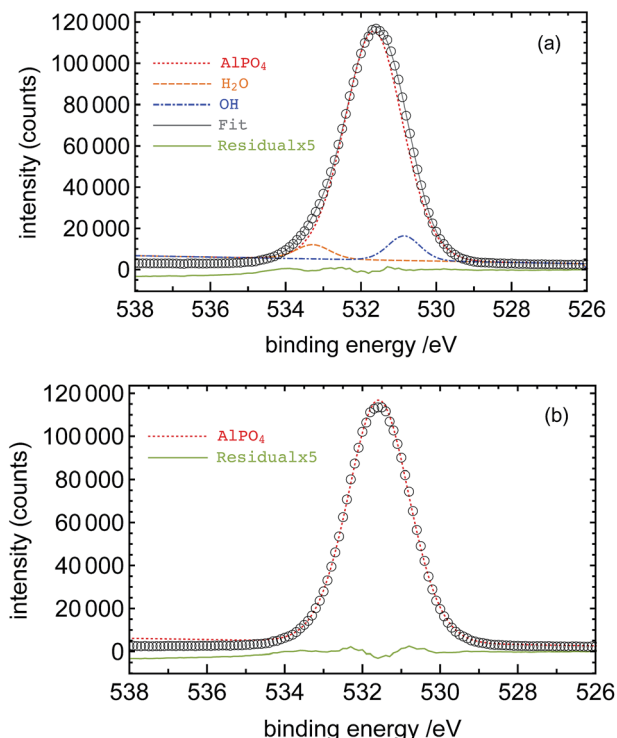 120 000
100 000
80 000
60 000
40 000
20 000
0
intensity (counts)
(a)
AlPO₄
H₂O
OH
Fit
Residualx5
538 536 534 532 530 528 526
binding energy /eV
120 000
100 000
80 000
60 000
40 000
20 000
0
intensity (counts)
(b)
AlPO₄
Residualx5
538 536 534 532 530 528 526
binding energy /eV